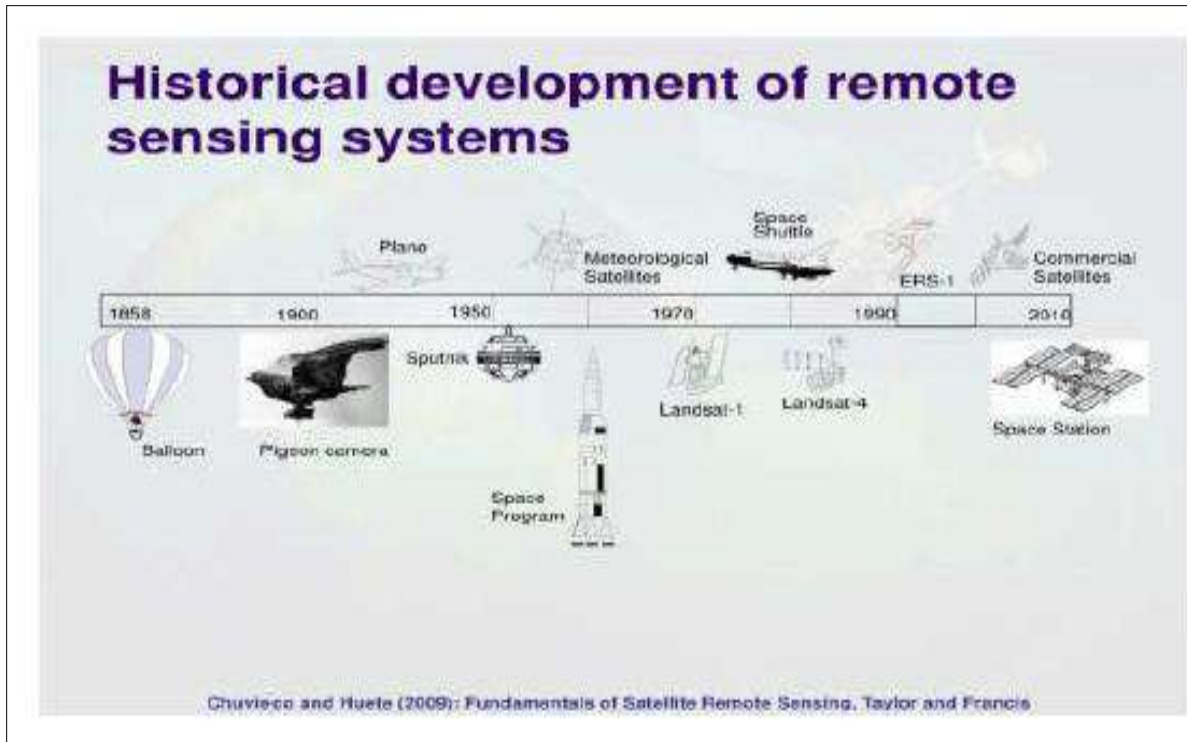 Historical development of remote
sensing systems
Plane
Meteorological
Satellites
Space
Shuttle
ERS-1
Commercial
Satellites
1858
1900
1950
1970
1990
2010
Balloon
Pigeon camera
Sputnik
Space
Program
Landsat-1
Landsat-4
Space Station
Chuvieco and Huete (2009): Fundamentals of Satellite Remote Sensing, Taylor and Francis